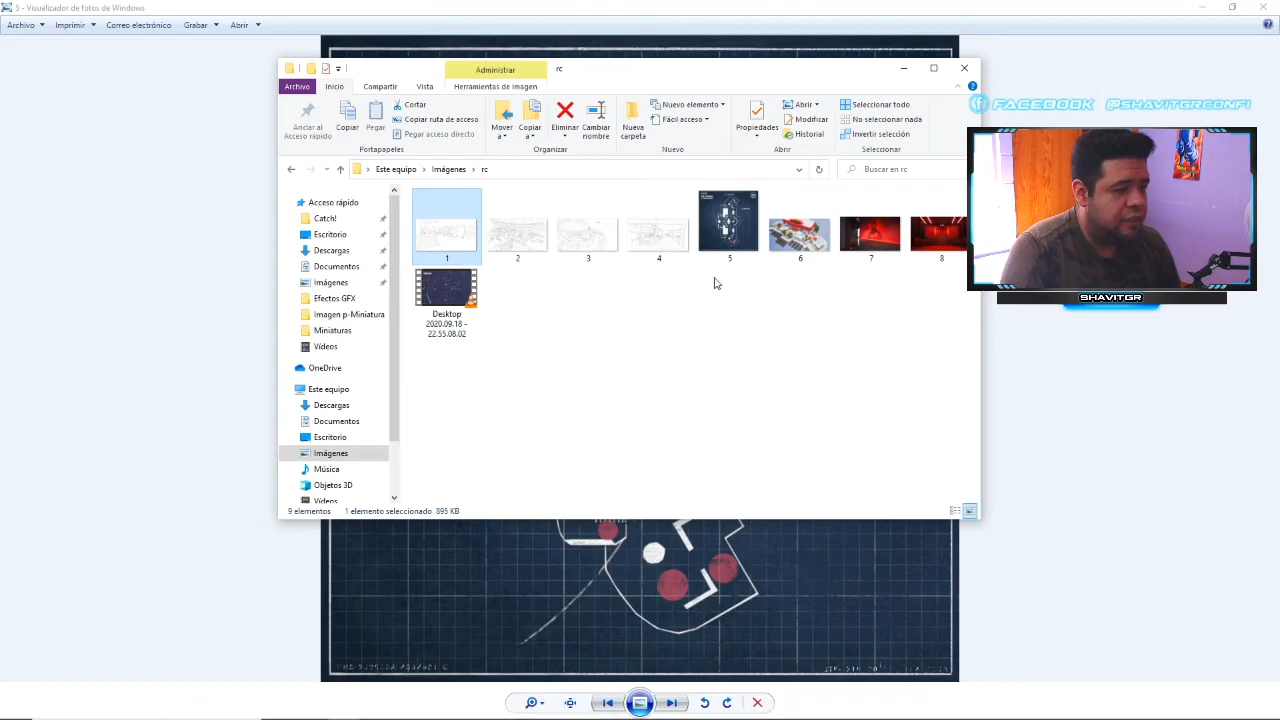 5 - Visualizador de fotos de Windows
Archivo Imprimir Correo electrónico Grabar Abrir
Administrar rc
Archivo Inicio Compartir Vista Herramientas de imagen
FACEBOOK @SHAVITGRCONFI
Anclar al Acceso rápido
Copiar
Pegar
Cortar
Copiar ruta de acceso
Pegar acceso directo
Portapapeles
Mover a
Copiar a
Eliminar
Cambiar nombre
Organizar
Nueva carpeta
Nuevo elemento
Fácil acceso
Nuevo
Propiedades
Abrir
Modificar
Historial
Abrir
Seleccionar todo
No seleccionar nada
Invertir selección
Seleccionar
Este equipo Imágenes rc
Buscar en rc
Acceso rápido
Catch!
Escritorio
Descargas
Documentos
Imágenes
Efectos GFX
Imagen p-Miniatura
Miniaturas
Vídeos
OneDrive
Este equipo
Descargas
Documentos
Escritorio
Imágenes
Música
Objetos 3D
Vídeos
1 2 3 4 5 6 7 8
Desktop
2020.09.18 -
22.55.08.02
SHAVITGR
9 elementos 1 elemento seleccionado 895 KB